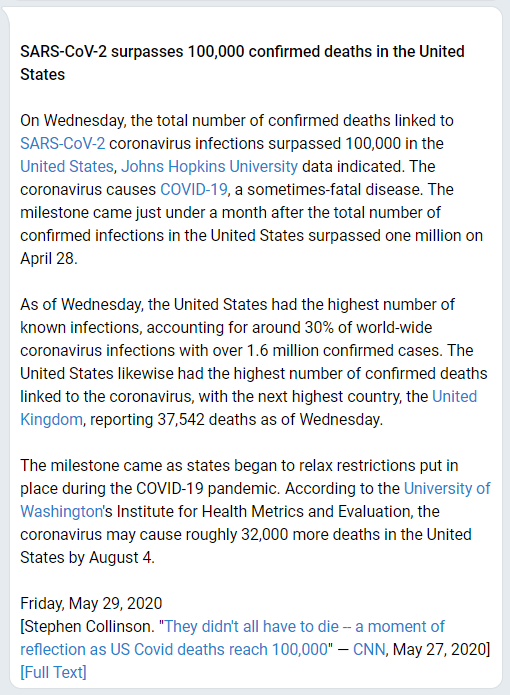 SARS-CoV-2 surpasses 100,000 confirmed deaths in the United
States
On Wednesday, the total number of confirmed deaths linked to
SARS-CoV-2 coronavirus infections surpassed 100,000 in the
United States, Johns Hopkins University data indicated. The
coronavirus causes COVID-19, a sometimes-fatal disease. The
milestone came just under a month after the total number of
confirmed infections in the United States surpassed one million on
April 28.
As of Wednesday, the United States had the highest number of
known infections, accounting for around 30% of world-wide
coronavirus infections with over 1.6 million confirmed cases. The
United States likewise had the highest number of confirmed deaths
linked to the coronavirus, with the next highest country, the United
Kingdom, reporting 37,542 deaths as of Wednesday.
The milestone came as states began to relax restrictions put in
place during the COVID-19 pandemic. According to the University of
Washington's Institute for Health Metrics and Evaluation, the
coronavirus may cause roughly 32,000 more deaths in the United
States by August 4.
Friday, May 29, 2020
[Stephen Collinson. "They didn't all have to die -- a moment of
reflection as US Covid deaths reach 100,000" — CNN, May 27, 2020]
[Full Text]